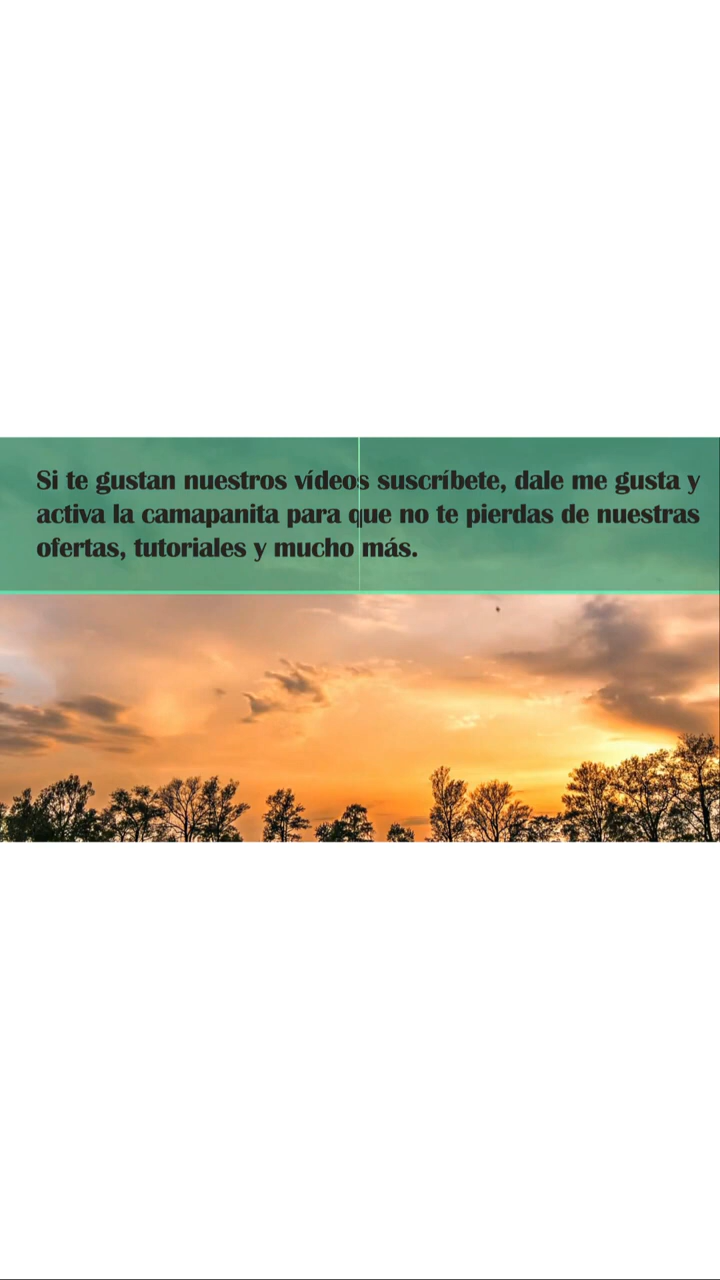 Si te gustan nuestros vídeos suscríbete, dale me gusta y
activa la camapanita para que no te pierdas de nuestras
ofertas, tutoriales y mucho más.